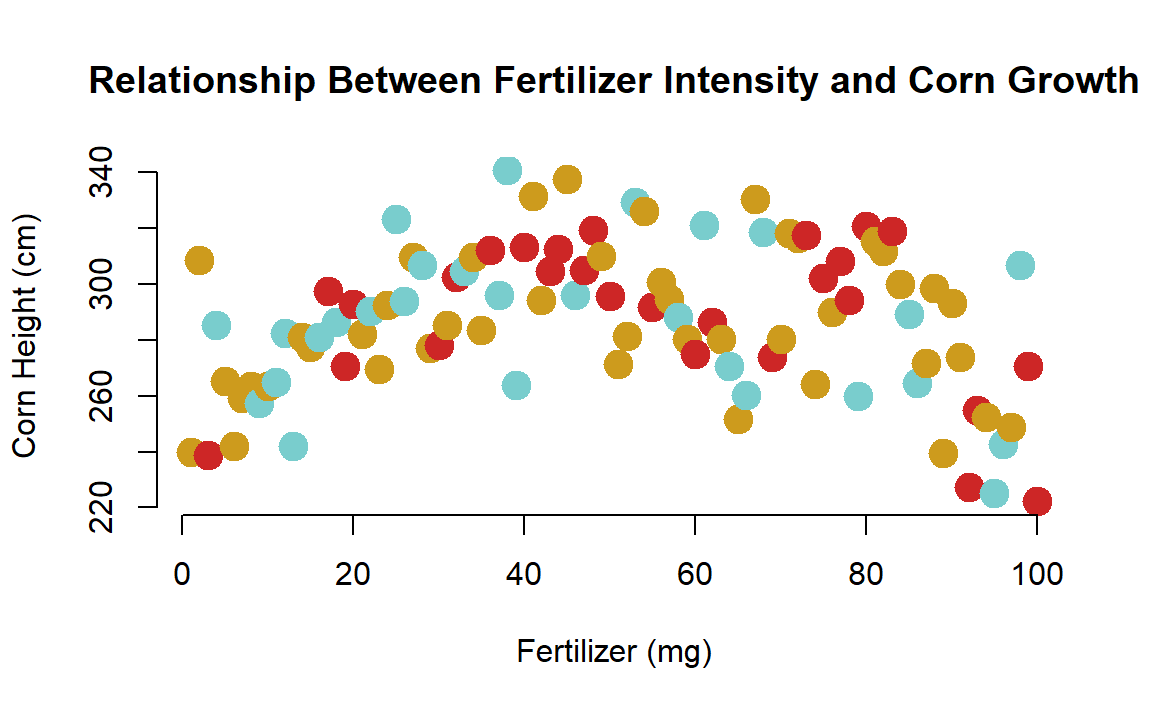 Relationship Between Fertilizer Intensity and Corn Growth
Corn Height (cm)
340
300
260
220
0 20 40 60 80 100
Fertilizer (mg)